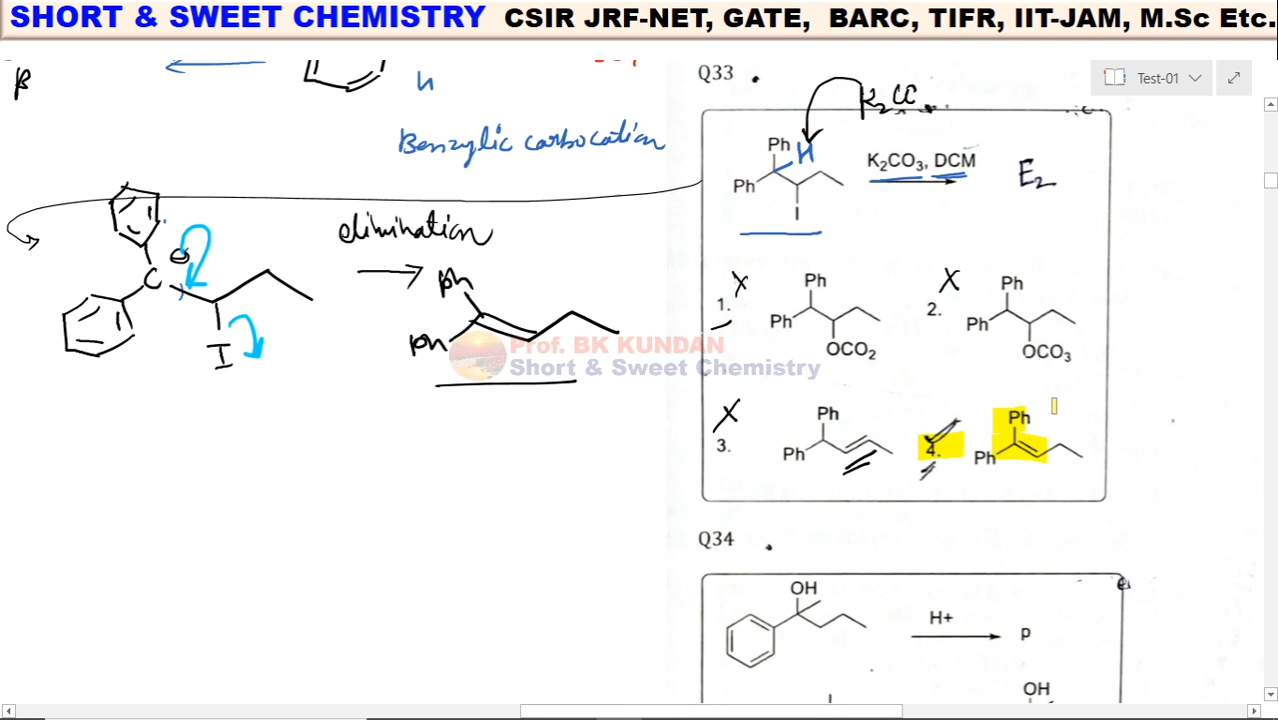 SHORT & SWEET CHEMISTRY CSIR JRF-NET, GATE, BARC, TIFR, IIT-JAM, M.Sc Etc.
Test-01
β
H
Benzylic carbocation
C
⊖
I
elimination
Ph
Ph
Prof. BK KUNDAN
Short & Sweet Chemistry
Q33
K2CC
Ph
H
Ph
I
K₂CO₃, DCM
E2
X
1.
Ph
Ph
OCO₂
X
2.
Ph
Ph
OCO₃
X
3.
Ph
Ph
4.
Ph
Ph
Q34
OH
H+
p
OH